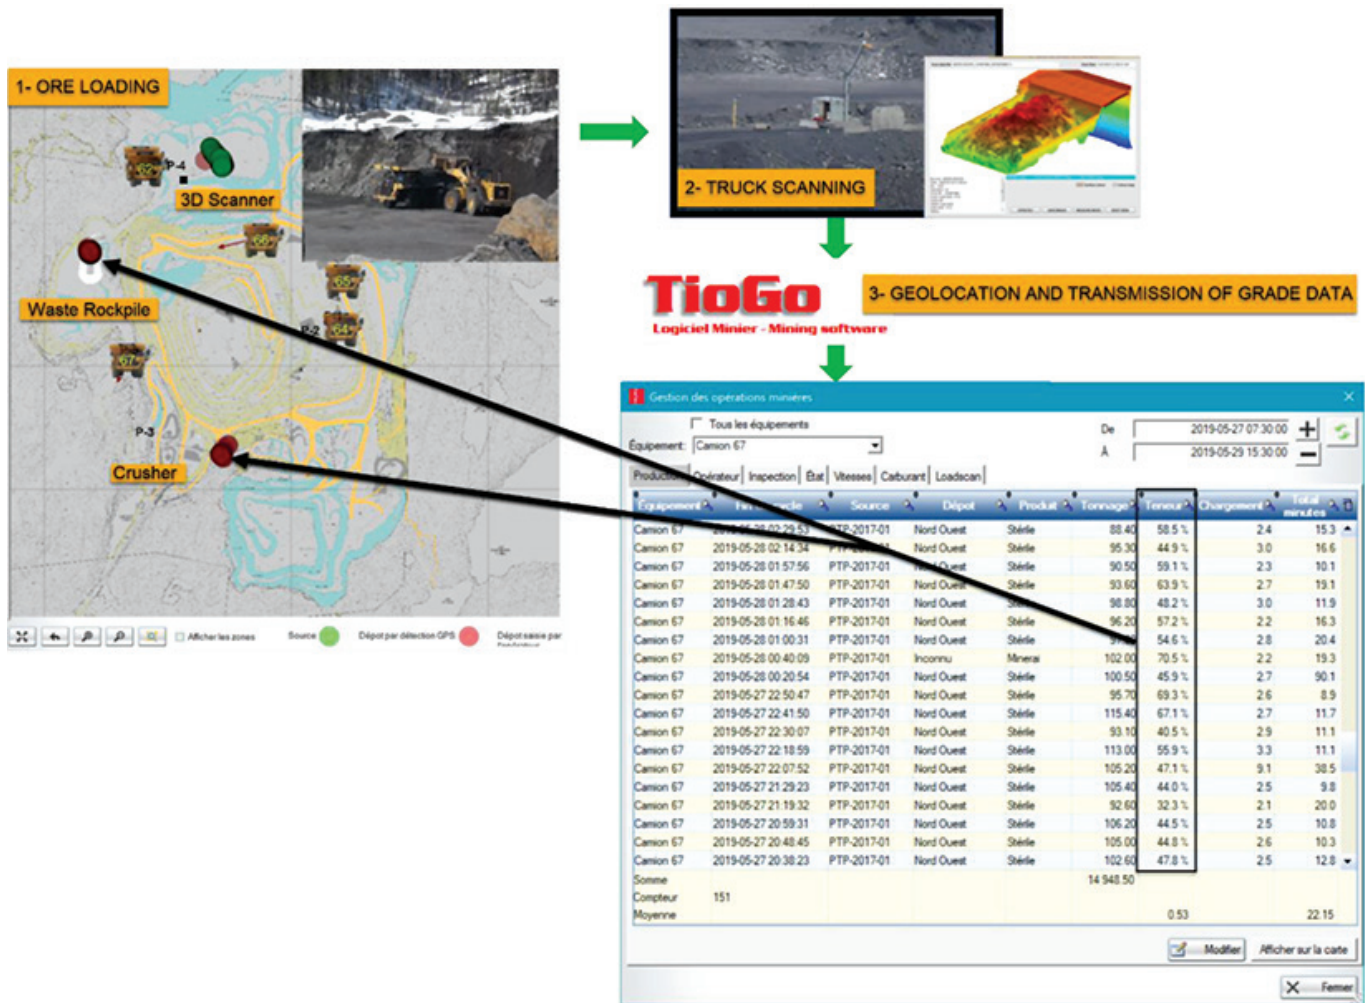 1- ORE LOADING
62
P-4
3D Scanner
66
65
Waste Rockpile
P-2
64
67
P-3
Crusher
Afficher les zones
Source
Dépot par détection GPS
Dépot saisie par
2- TRUCK SCANNING
TioGo
Logiciel Minier - Mining software
3- GEOLOCATION AND TRANSMISSION OF GRADE DATA
Gestion des opérations minières
Tous les équipements
De 2019-05-27 07:30:00
Équipement: Camion 67
À 2019-05-29 15:30:00
Production Opérateur Inspection État Vitesses Carburant Loadscan
Équipement Source Dépot Produit Tonnage Teneur Chargement Total minutes
Camion 67 2019-05-28 02:29:53 PTP-2017-01 Nord Ouest Stérile 88.40 58.5 % 2.4 15.3
Camion 67 2019-05-28 02:14:34 PTP-2017-01 Nord Ouest Stérile 95.30 44.9 % 3.0 16.6
Camion 67 2019-05-28 01:57:56 PTP-2017-01 Nord Ouest Stérile 90.50 59.1 % 2.3 10.1
Camion 67 2019-05-28 01:47:50 PTP-2017-01 Nord Ouest Stérile 93.60 63.9 % 2.7 19.1
Camion 67 2019-05-28 01:28:43 PTP-2017-01 Nord Ouest Stérile 98.80 48.2 % 3.0 11.9
Camion 67 2019-05-28 01:16:46 PTP-2017-01 Nord Ouest Stérile 96.20 57.2 % 2.2 16.3
Camion 67 2019-05-28 01:00:31 PTP-2017-01 Nord Ouest Stérile 54.6 % 2.8 20.4
Camion 67 2019-05-28 00:40:09 PTP-2017-01 Inconnu Minerai 102.00 70.5 % 2.2 19.3
Camion 67 2019-05-28 00:20:54 PTP-2017-01 Nord Ouest Stérile 100.50 45.9 % 2.7 90.1
Camion 67 2019-05-27 22:50:47 PTP-2017-01 Nord Ouest Stérile 95.70 69.3 % 2.6 8.9
Camion 67 2019-05-27 22:41:50 PTP-2017-01 Nord Ouest Stérile 115.40 67.1 % 2.7 11.7
Camion 67 2019-05-27 22:30:07 PTP-2017-01 Nord Ouest Stérile 93.10 40.5 % 2.9 11.1
Camion 67 2019-05-27 22:18:59 PTP-2017-01 Nord Ouest Stérile 113.00 55.9 % 3.3 11.1
Camion 67 2019-05-27 22:07:52 PTP-2017-01 Nord Ouest Stérile 105.20 47.1 % 9.1 38.5
Camion 67 2019-05-27 21:29:23 PTP-2017-01 Nord Ouest Stérile 105.40 44.0 % 2.5 9.8
Camion 67 2019-05-27 21:19:32 PTP-2017-01 Nord Ouest Stérile 92.60 32.3 % 2.1 20.0
Camion 67 2019-05-27 20:59:31 PTP-2017-01 Nord Ouest Stérile 106.20 44.5 % 2.5 10.8
Camion 67 2019-05-27 20:48:45 PTP-2017-01 Nord Ouest Stérile 105.00 44.8 % 2.6 10.3
Camion 67 2019-05-27 20:38:23 PTP-2017-01 Nord Ouest Stérile 102.60 47.8 % 2.5 12.8
Somme 14 948.50
Compteur 151
Moyenne 0.53 22.15
Modifier Afficher sur la carte
Fermer